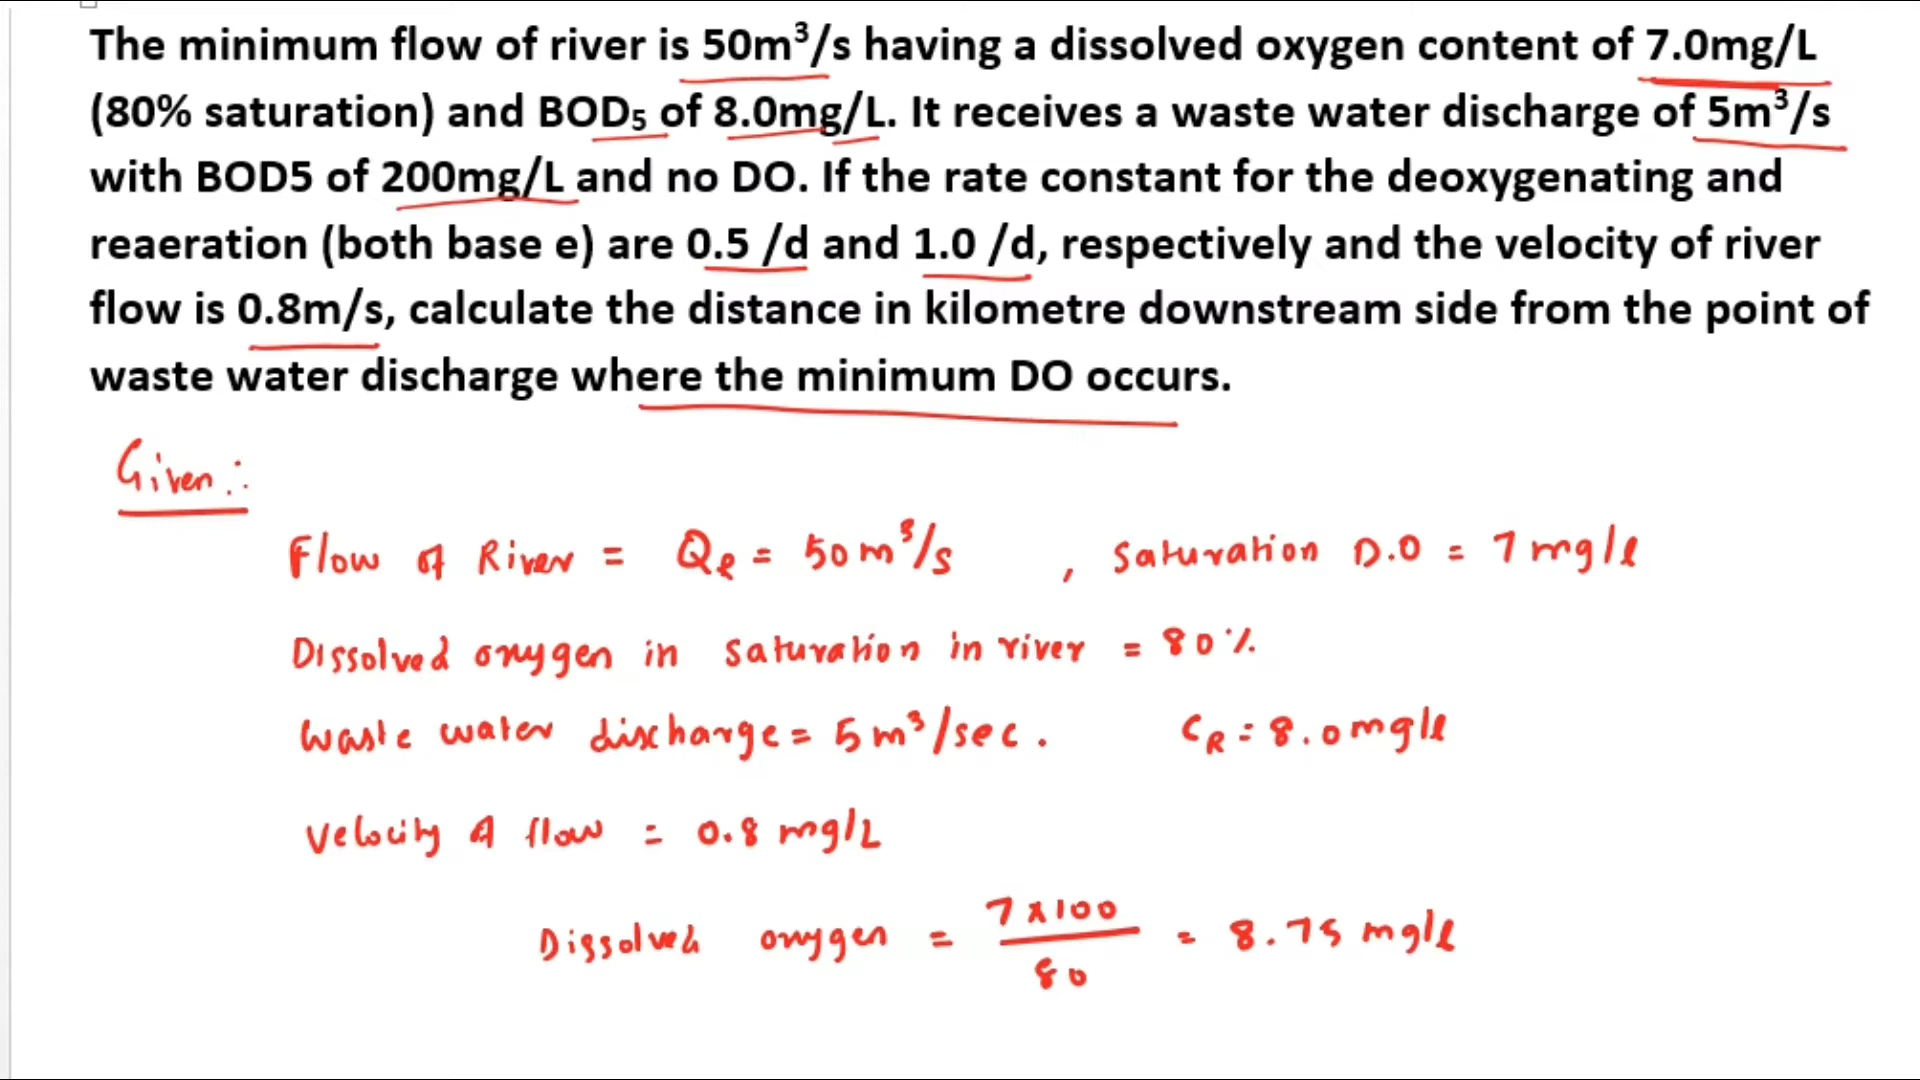 The minimum flow of river is 50m³/s having a dissolved oxygen content of 7.0mg/L
(80% saturation) and BOD₅ of 8.0mg/L. It receives a waste water discharge of 5m³/s
with BOD5 of 200mg/L and no DO. If the rate constant for the deoxygenating and
reaeration (both base e) are 0.5 /d and 1.0 /d, respectively and the velocity of river
flow is 0.8m/s, calculate the distance in kilometre downstream side from the point of
waste water discharge where the minimum DO occurs.
Given :
Flow of River = Q_R = 50 m³/s , Saturation D.O = 7 mg/l
Dissolved oxygen in saturation in river = 80 %
Waste water discharge = 5 m³/sec. C_R = 8.0 mg/l
Velocity of flow = 0.8 mg/L
Dissolved oxygen = 7 x 100 / 80 = 8.75 mg/l